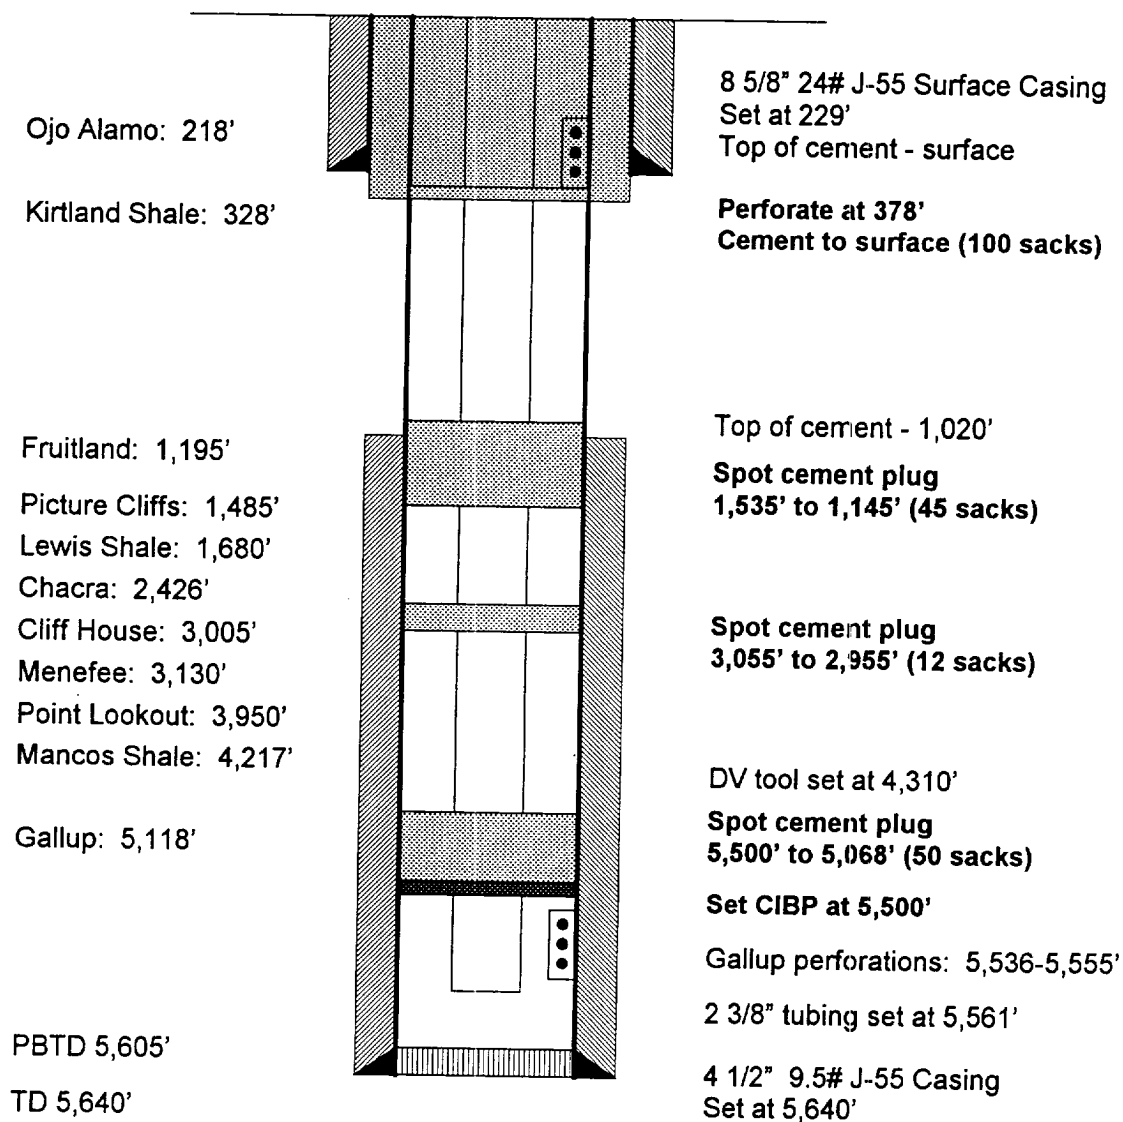 8 5/8" 24# J-55 Surface Casing
Set at 229'
Top of cement - surface
Ojo Alamo: 218'
Kirtland Shale: 328'
Perforate at 378'
Cement to surface (100 sacks)
Top of cement - 1,020'
Fruitland: 1,195'
Spot cement plug
1,535' to 1,145' (45 sacks)
Picture Cliffs: 1,485'
Lewis Shale: 1,680'
Chacra: 2,426'
Cliff House: 3,005'
Spot cement plug
3,055' to 2,955' (12 sacks)
Menefee: 3,130'
Point Lookout: 3,950'
Mancos Shale: 4,217'
DV tool set at 4,310'
Gallup: 5,118'
Spot cement plug
5,500' to 5,068' (50 sacks)
Set CIBP at 5,500'
Gallup perforations: 5,536-5,555'
2 3/8" tubing set at 5,561'
PBTD 5,605'
TD 5,640'
4 1/2" 9.5# J-55 Casing
Set at 5,640'